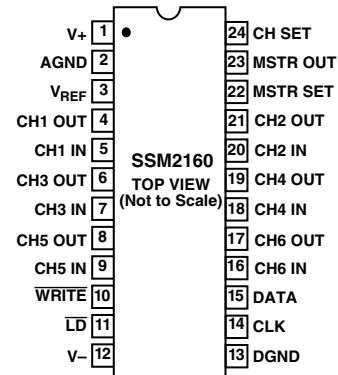 V+ 1 24 CH SET
AGND 2 23 MSTR OUT
VREF 3 22 MSTR SET
CH1 OUT 4 21 CH2 OUT
CH1 IN 5 20 CH2 IN
SSM2160
CH3 OUT 6 19 CH4 OUT
TOP VIEW
(Not to Scale)
CH3 IN 7 18 CH4 IN
CH5 OUT 8 17 CH6 OUT
CH5 IN 9 16 CH6 IN
WRITE 10 15 DATA
LD 11 14 CLK
V– 12 13 DGND